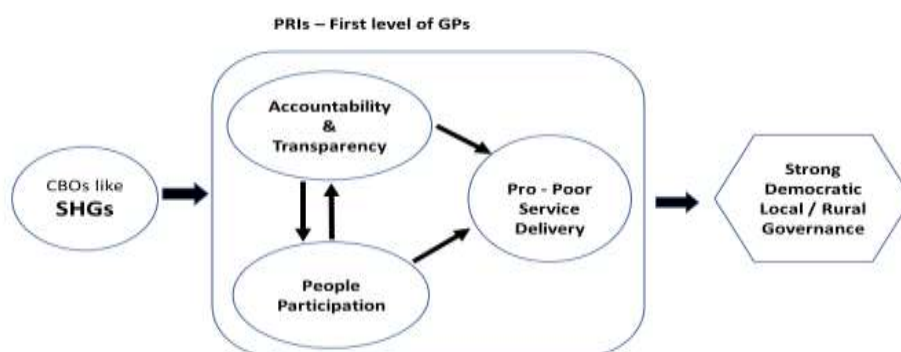 PRIs – First level of GPs
Accountability
&
Transparency
CBOs like
SHGs
Pro - Poor
Service
Delivery
Strong
Democratic
Local / Rural
Governance
People
Participation